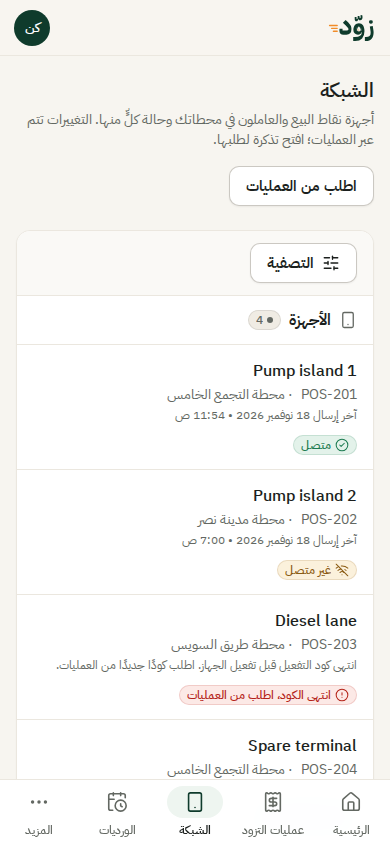 زوّد
كن
الشبكة
أجهزة نقاط البيع والعاملون في محطاتك وحالة كلٍّ منها. التغييرات تتم
عبر العمليات؛ افتح تذكرة لطلبها.
اطلب من العمليات
التصفية
الأجهزة 4
Pump island 1
POS-201 · محطة التجمع الخامس
آخر إرسال 18 نوفمبر 2026 • 11:54 ص
متصل
Pump island 2
POS-202 · محطة مدينة نصر
آخر إرسال 18 نوفمبر 2026 • 7:00 ص
غير متصل
Diesel lane
POS-203 · محطة طريق السويس
انتهى كود التفعيل قبل تفعيل الجهاز. اطلب كودًا جديدًا من العمليات.
انتهى الكود، اطلب من العمليات
Spare terminal
POS-204 · محطة التجمع الخامس
الرئيسية
عمليات التزود
الشبكة
الورديات
المزيد